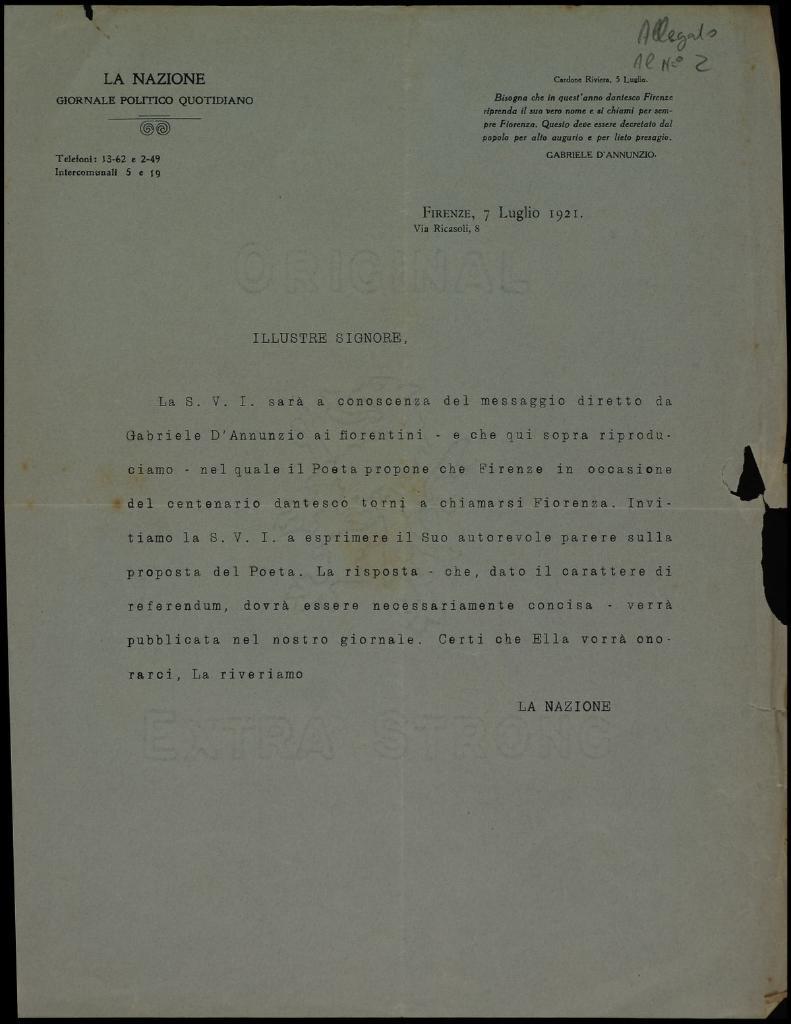 Allegato
Al N° 2
LA NAZIONE
GIORNALE POLITICO QUOTIDIANO
Telefoni: 13-62 e 2-49
Intercomunali 5 e 19
Cardone Riviera, 5 Luglio.
Bisogna che in quest'anno dantesco Firenze
riprenda il suo vero nome e si chiami per sem-
pre Fiorenza. Questo deve essere decretato dal
popolo per alto augurio e per lieto presagio.
GABRIELE D'ANNUNZIO.
FIRENZE, 7 Luglio 1921.
Via Ricasoli, 8
ORIGINAL
ILLUSTRE SIGNORE,
La S. V. I. sarà a conoscenza del messaggio diretto da
Gabriele D'Annunzio ai fiorentini - e che qui sopra riprodu-
ciamo - nel quale il Poeta propone che Firenze in occasione
del centenario dantesco torni a chiamarsi Fiorenza. Invi-
tiamo la S. V. I. a esprimere il Suo autorevole parere sulla
proposta del Poeta. La risposta - che, dato il carattere di
referendum, dovrà essere necessariamente concisa - verrà
pubblicata nel nostro giornale. Certi che Ella vorrà ono-
rarci, La riveriamo
LA NAZIONE
EXTRA STRONG